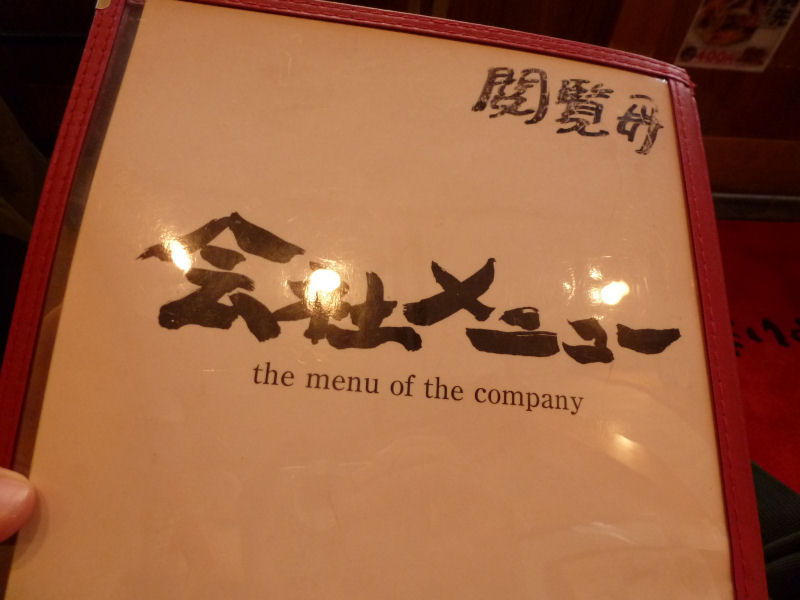 閲覧用
会社メニュー
the menu of the company